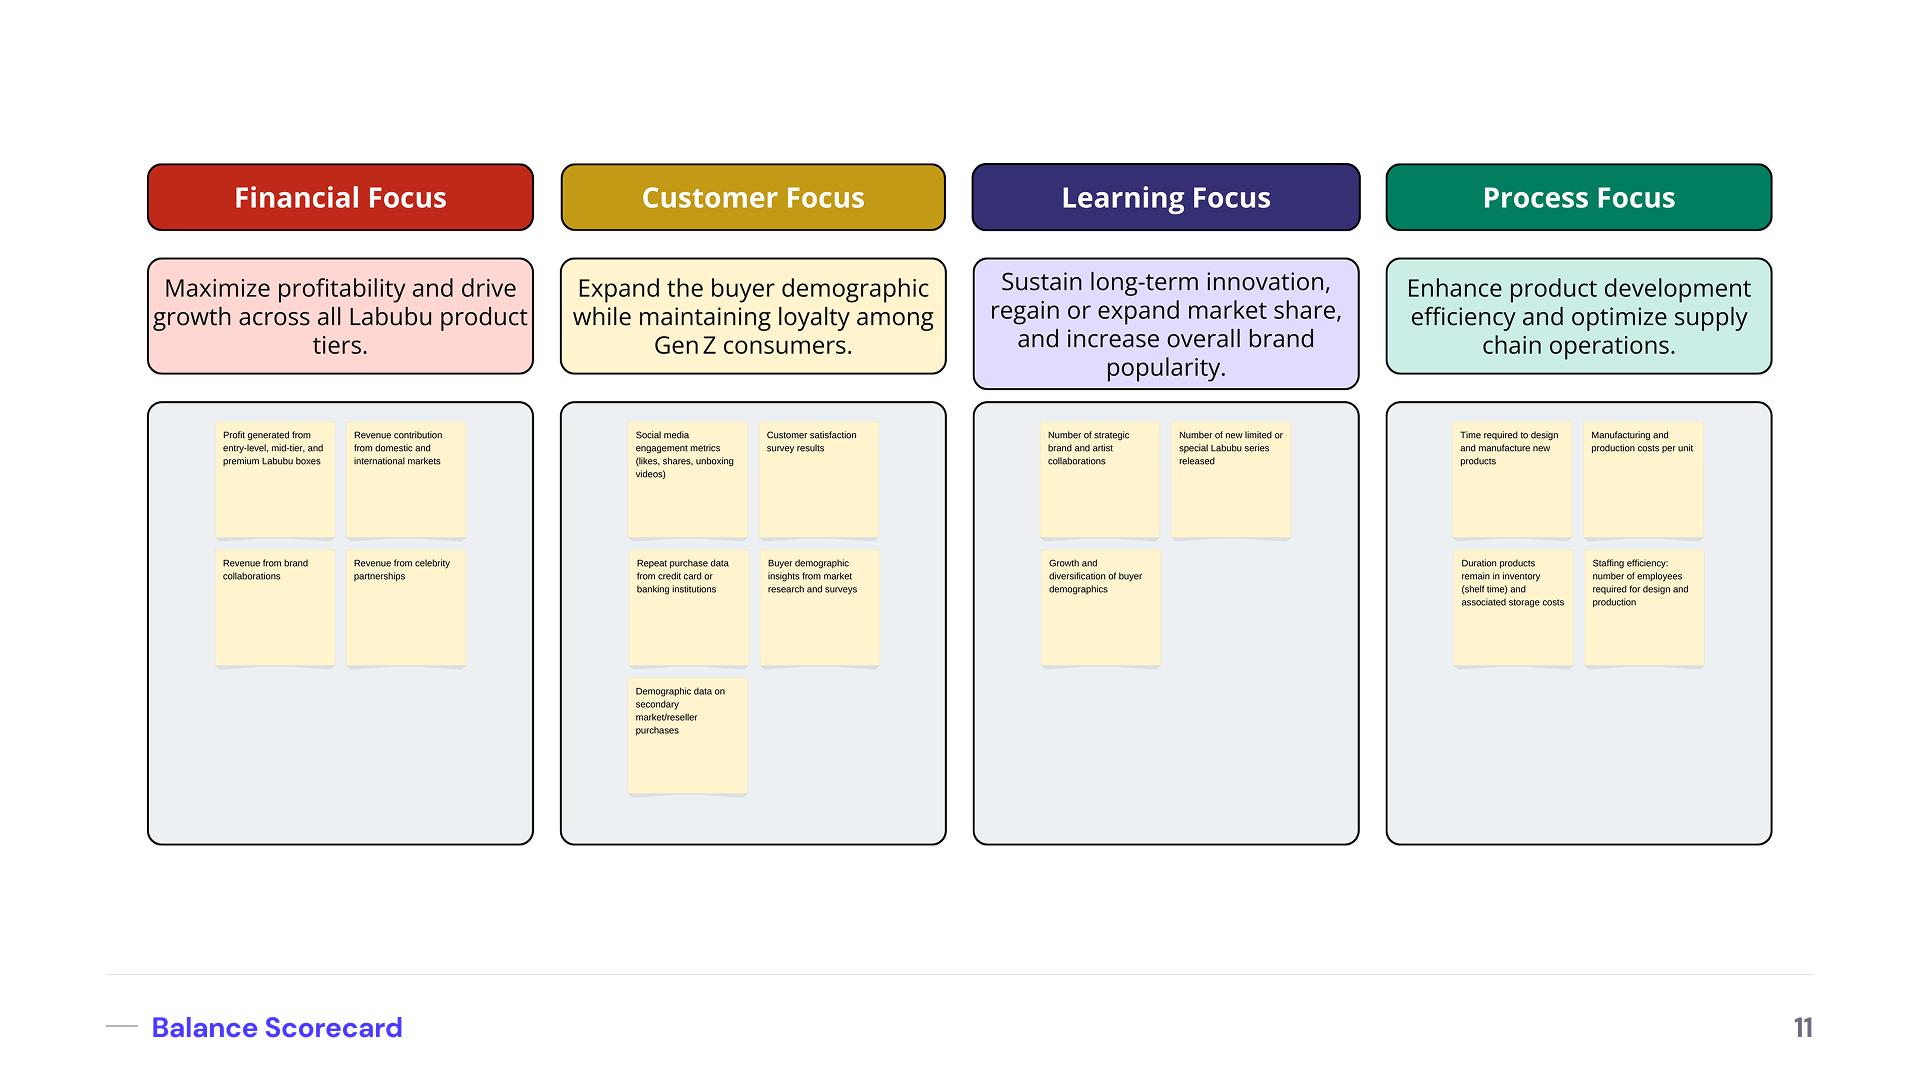 Financial Focus
Customer Focus
Learning Focus
Process Focus
Maximize profitability and drive
growth across all Labubu product
tiers.
Expand the buyer demographic
while maintaining loyalty among
Gen Z consumers.
Sustain long-term innovation,
regain or expand market share,
and increase overall brand
popularity.
Enhance product development
efficiency and optimize supply
chain operations.
Profit generated from
entry-level, mid-tier, and
premium Labubu boxes
Revenue contribution
from domestic and
international markets
Revenue from brand
collaborations
Revenue from celebrity
partnerships
Social media
engagement metrics
(likes, shares, unboxing
videos)
Customer satisfaction
survey results
Repeat purchase data
from credit card or
banking institutions
Buyer demographic
insights from market
research and surveys
Demographic data on
secondary
market/reseller
purchases
Number of strategic
brand and artist
collaborations
Number of new limited or
special Labubu series
released
Growth and
diversification of buyer
demographics
Time required to design
and manufacture new
products
Manufacturing and
production costs per unit
Duration products
remain in inventory
(shelf time) and
associated storage costs
Staffing efficiency:
number of employees
required for design and
production
Balance Scorecard
11